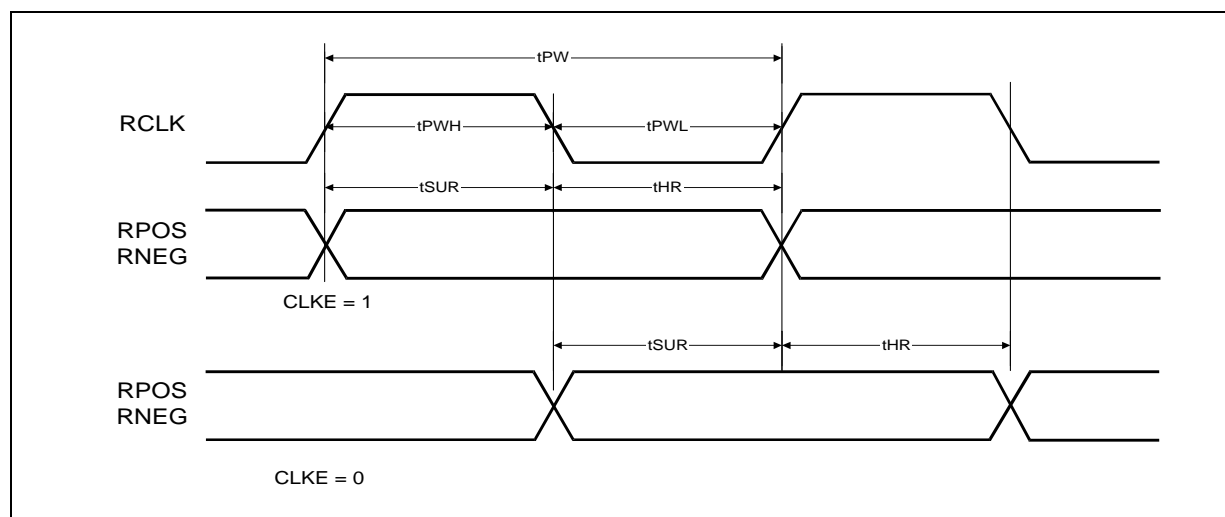 tPW
RCLK
tPWH
tPWL
tSUR
tHR
RPOS
RNEG
CLKE = 1
tSUR
tHR
RPOS
RNEG
CLKE = 0